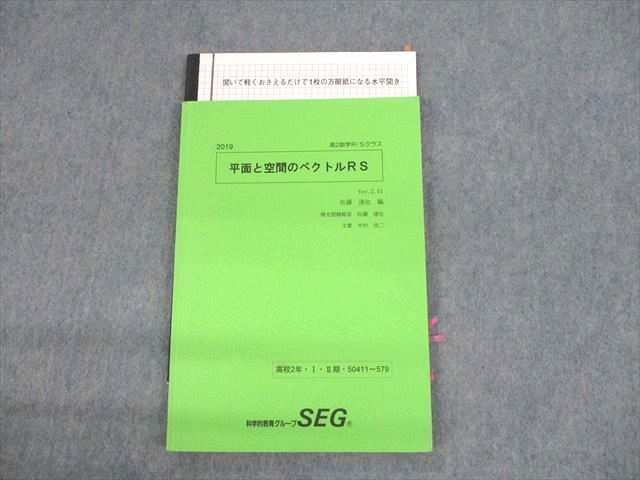 開いて軽くおさえるだけで1枚の方眼紙になる水平開き
2019
高2数学R/Sクラス
平面と空間のベクトルRS
Ver.2.51
佐藤 達也 編
補充問題解答 佐藤 達也
文責 木村 浩二
高校2年・Ⅰ・Ⅱ期・50411～579
科学的教育グループSEG®